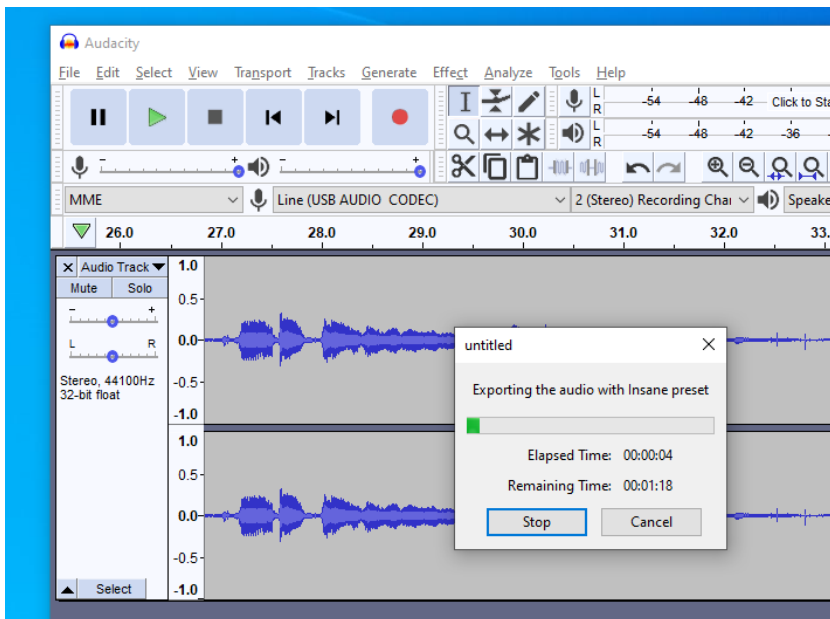 Audacity
File Edit Select View Transport Tracks Generate Effect Analyze Tools Help
L
R
-54 -48 -42 Click to Sta
L
R
-54 -48 -42 -36
MME Line (USB AUDIO CODEC) 2 (Stereo) Recording Chai Speake
26.0 27.0 28.0 29.0 30.0 31.0 32.0 33.
X Audio Track
Mute Solo
- +
L R
Stereo, 44100Hz
32-bit float
Select
1.0
0.5
0.0
-0.5
-1.0
1.0
0.5
0.0
-0.5
-1.0
untitled
Exporting the audio with Insane preset
Elapsed Time: 00:00:04
Remaining Time: 00:01:18
Stop Cancel